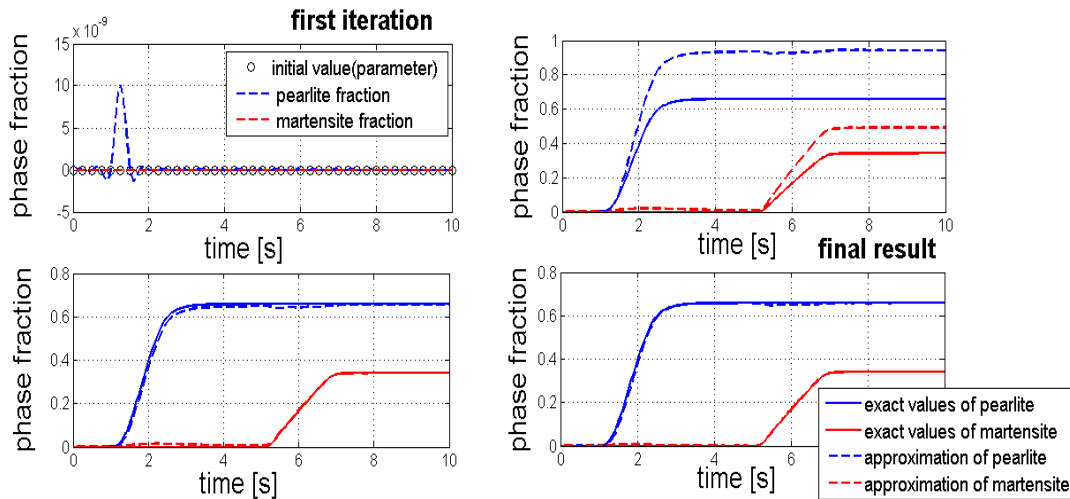 first iteration
15 ×10⁻⁹
10
5
0
-5
phase fraction
initial value(parameter)
pearlite fraction
martensite fraction
0 2 4 6 8 10
time [s]
1
0.8
0.6
0.4
0.2
0
phase fraction
0 2 4 6 8 10
time [s]
final result
0.8
0.6
0.4
0.2
0
phase fraction
0 2 4 6 8 10
time [s]
0.8
0.6
0.4
0.2
0
phase fraction
0 2 4 6
time [s]
exact values of pearlite
exact values of martensite
approximation of pearlite
approximation of martensite